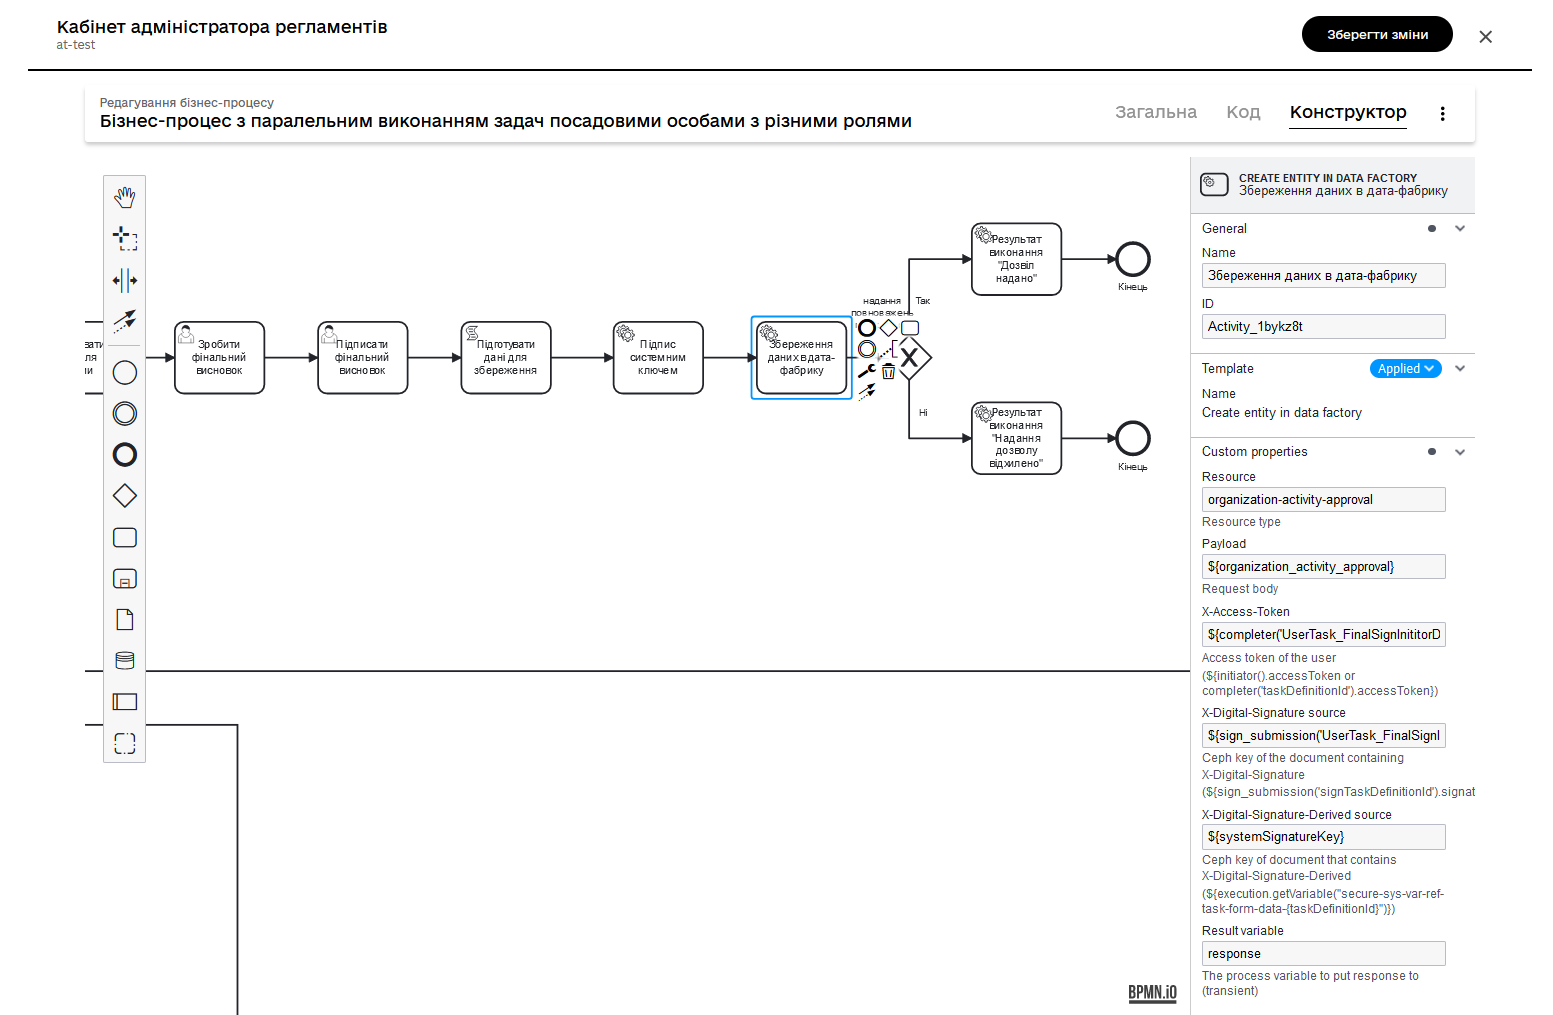 Кабінет адміністратора регламентів
at-test
Зберегти зміни
Редагування бізнес-процесу
Бізнес-процес з паралельним виконанням задач посадовими особами з різними ролями
Загальна
Код
Конструктор
Зробити
фінальний
висновок
Підписати
фінальний
висновок
Підготувати
дані для
збереження
Підпис
системним
ключем
Збереження
даних в дата-
фабрику
надання
повноважень
Так
Ні
Результат
виконання
"Дозвіл
надано"
Кінець
Результат
виконання
"Надання
дозволу
відхилено"
Кінець
BPMN.iO
CREATE ENTITY IN DATA FACTORY
Збереження даних в дата-фабрику
General
Name
Збереження даних в дата-фабрику
ID
Activity_1bykz8t
Template
Applied
Name
Create entity in data factory
Custom properties
Resource
organization-activity-approval
Resource type
Payload
${organization_activity_approval}
Request body
X-Access-Token
${completer('UserTask_FinalSignInititorD
Access token of the user
(${initiator().accessToken or
completer('taskDefinitionId').accessToken})
X-Digital-Signature source
${sign_submission('UserTask_FinalSignI
Ceph key of the document containing
X-Digital-Signature
(${sign_submission('signTaskDefinitionId').signat
X-Digital-Signature-Derived source
${systemSignatureKey}
Ceph key of document that contains
X-Digital-Signature-Derived
(${execution.getVariable("secure-sys-var-ref-
task-form-data-{taskDefinitionId}")})
Result variable
response
The process variable to put response to
(transient)